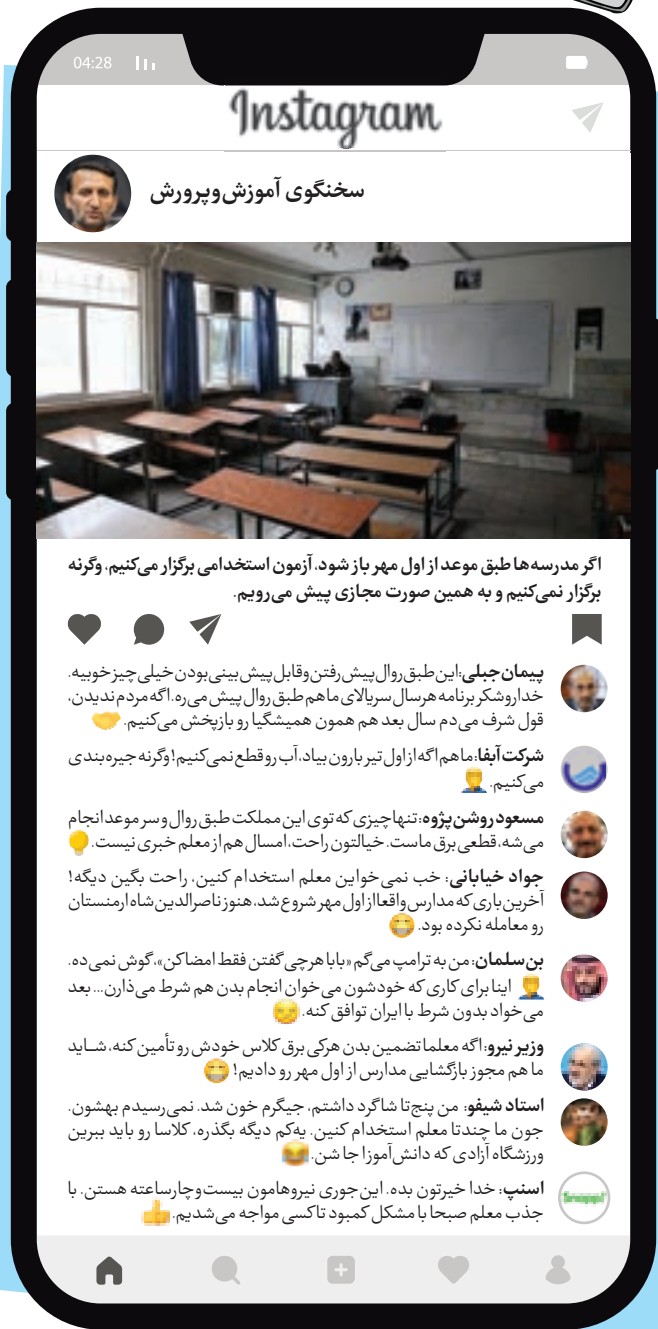 04:28
Instagram
سخنگوی آموزش‌وپرورش
اگر مدرسه‌ها طبق موعد از اول مهر باز شود، آزمون استخدامی برگزار می‌کنیم، وگرنه
برگزار نمی‌کنیم و به همین صورت مجازی پیش می‌رویم.
پیمان جبلی: این طبق روال پیش رفتن و قابل پیش بینی بودن خیلی چیز خوبیه.
خدا رو شکر برنامه هر سال سریالای ما هم طبق روال پیش می‌ره. اگه مردم ندیدن،
قول شرف می‌دم سال بعد هم همون همیشگیا رو بازپخش می‌کنیم. 🤝
شرکت آبفا: ما هم اگه از اول تیر بارون بیاد، آب رو قطع نمی‌کنیم! وگرنه جیره‌بندی
می‌کنیم. 🤦‍♂️
مسعود روشن‌پژوه: تنها چیزی که توی این مملکت طبق روال و سر موعد انجام
می‌شه، قطعی برق ماست. خیالتون راحت، امسال هم از معلم خبری نیست. 💡
جواد خیابانی: خب نمی‌خواین معلم استخدام کنین، راحت بگین دیگه!
آخرین باری که مدارس واقعا از اول مهر شروع شد، هنوز ناصرالدین شاه ارمنستان
رو معامله نکرده بود. 😁
بن سلمان: من به ترامپ می‌گم «بابا هر چی گفتن فقط امضا کن»، گوش نمی‌ده.
🤦‍♂️ اینا برای کاری که خودشون می‌خوان انجام بدن هم شرط می‌ذارن... بعد
می‌خواد بدون شرط با ایران توافق کنه.
وزیر نیرو: اگه معلما تضمین بدن هرکی برق کلاس خودش رو تأمین کنه، شاید
ما هم مجوز بازگشایی مدارس از اول مهر رو دادیم! 😁
استاد شیفو: من پنج‌تا شاگرد داشتم، جیگرم خون شد. نمی‌رسیدم بهشون.
جون ما چندتا معلم استخدام کنین. یه‌کم دیگه بگذره، کلاسا رو باید ببرین
ورزشگاه آزادی که دانش‌آموزا جا شن. 😂
اسنپ: خدا خیرتون بده. این جوری نیروهامون بیست‌وچارساعته هستن. با
جذب معلم صبحا با مشکل کمبود تاکسی مواجه می‌شدیم. 👍